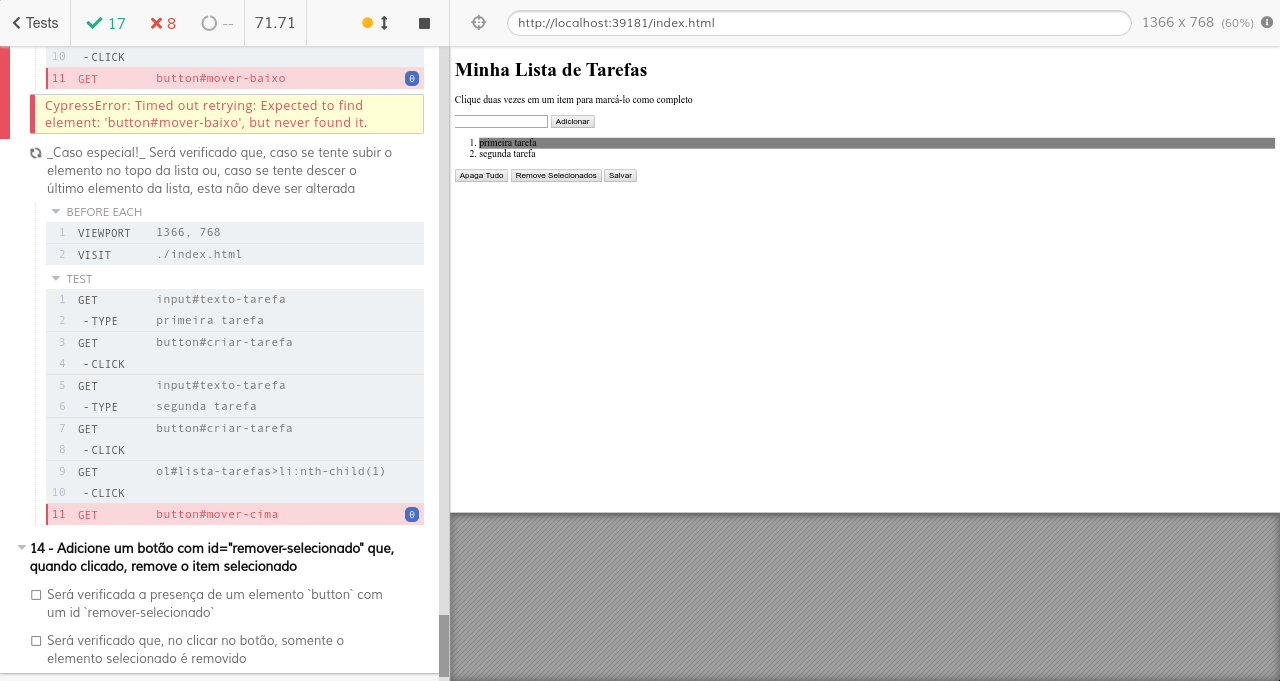 Tests
17
8
--
71.71
http://localhost:39181/index.html
1366 x 768 (60%)
10 -CLICK
11 GET button#mover-baixo 0
CypressError: Timed out retrying: Expected to find
element: 'button#mover-baixo', but never found it.
_Caso especial!_ Será verificado que, caso se tente subir o
elemento no topo da lista ou, caso se tente descer o
último elemento da lista, esta não deve ser alterada
BEFORE EACH
1 VIEWPORT 1366, 768
2 VISIT ./index.html
TEST
1 GET input#texto-tarefa
2 -TYPE primeira tarefa
3 GET button#criar-tarefa
4 -CLICK
5 GET input#texto-tarefa
6 -TYPE segunda tarefa
7 GET button#criar-tarefa
8 -CLICK
9 GET ol#lista-tarefas>li:nth-child(1)
10 -CLICK
11 GET button#mover-cima 0
14 - Adicione um botão com id="remover-selecionado" que,
quando clicado, remove o item selecionado
Será verificada a presença de um elemento `button` com
um id `remover-selecionado`
Será verificado que, no clicar no botão, somente o
elemento selecionado é removido
Minha Lista de Tarefas
Clique duas vezes em um item para marcá-lo como completo
Adicionar
1. primeira tarefa
2. segunda tarefa
Apaga Tudo Remove Selecionados Salvar